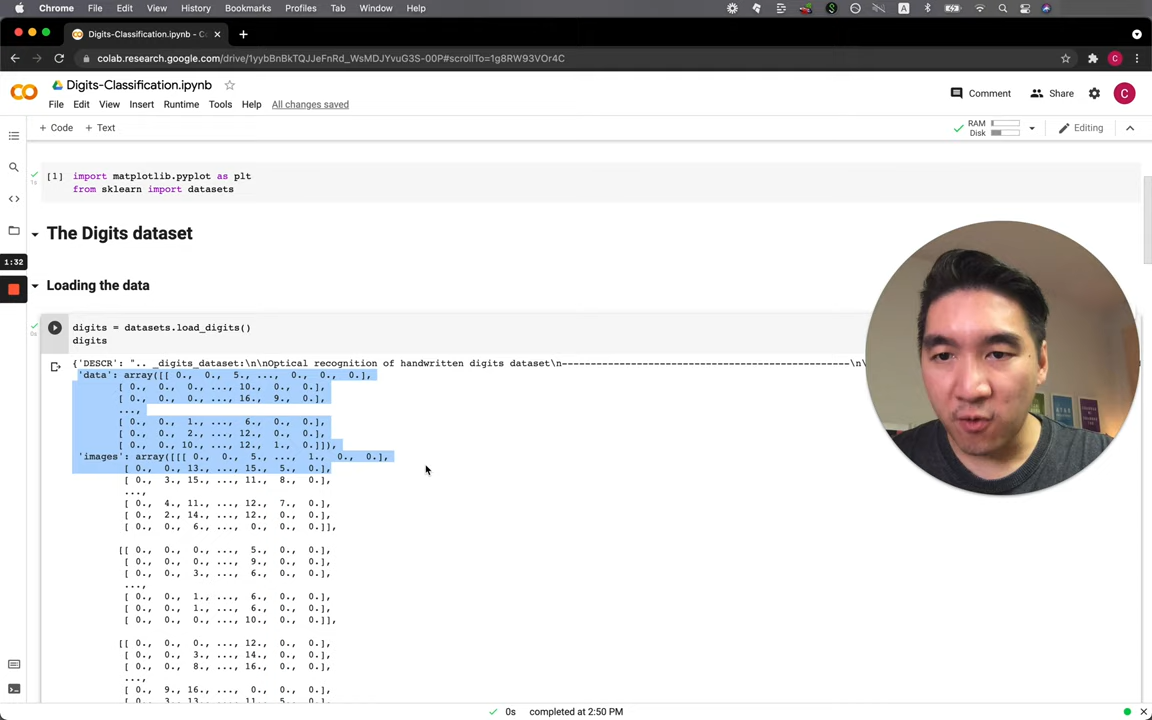 Chrome File Edit View History Bookmarks Profiles Tab Window Help
Digits-Classification.ipynb - Co
colab.research.google.com/drive/1yybBnBkTQJJeFnRd_WsMDJYvuG3S-00P#scrollTo=1g8RW93VOr4C
Digits-Classification.ipynb
File Edit View Insert Runtime Tools Help All changes saved
Comment Share C
+ Code + Text
RAM
Disk
Editing
[1] import matplotlib.pyplot as plt
from sklearn import datasets
1s
The Digits dataset
1:32
Loading the data
digits = datasets.load_digits()
digits
0s
{'DESCR': ".. _digits_dataset:\n\nOptical recognition of handwritten digits dataset\n--------------------------------------------------\n\
'data': array([[ 0., 0., 5., ..., 0., 0., 0.],
[ 0., 0., 0., ..., 10., 0., 0.],
[ 0., 0., 0., ..., 16., 9., 0.],
...,
[ 0., 0., 1., ..., 6., 0., 0.],
[ 0., 0., 2., ..., 12., 0., 0.],
[ 0., 0., 10., ..., 12., 1., 0.]]),
'images': array([[[ 0., 0., 5., ..., 1., 0., 0.],
[ 0., 0., 13., ..., 15., 5., 0.],
[ 0., 3., 15., ..., 11., 8., 0.],
...,
[ 0., 4., 11., ..., 12., 7., 0.],
[ 0., 2., 14., ..., 12., 0., 0.],
[ 0., 0., 6., ..., 0., 0., 0.]],
[[ 0., 0., 0., ..., 5., 0., 0.],
[ 0., 0., 0., ..., 9., 0., 0.],
[ 0., 0., 3., ..., 6., 0., 0.],
...,
[ 0., 0., 1., ..., 6., 0., 0.],
[ 0., 0., 1., ..., 6., 0., 0.],
[ 0., 0., 0., ..., 10., 0., 0.]],
[[ 0., 0., 0., ..., 12., 0., 0.],
[ 0., 0., 3., ..., 14., 0., 0.],
[ 0., 0., 8., ..., 16., 0., 0.],
...,
[ 0., 9., 16., ..., 0., 0., 0.],
[ 0., 3., 13., ..., 11., 5., 0.],
0s completed at 2:50 PM